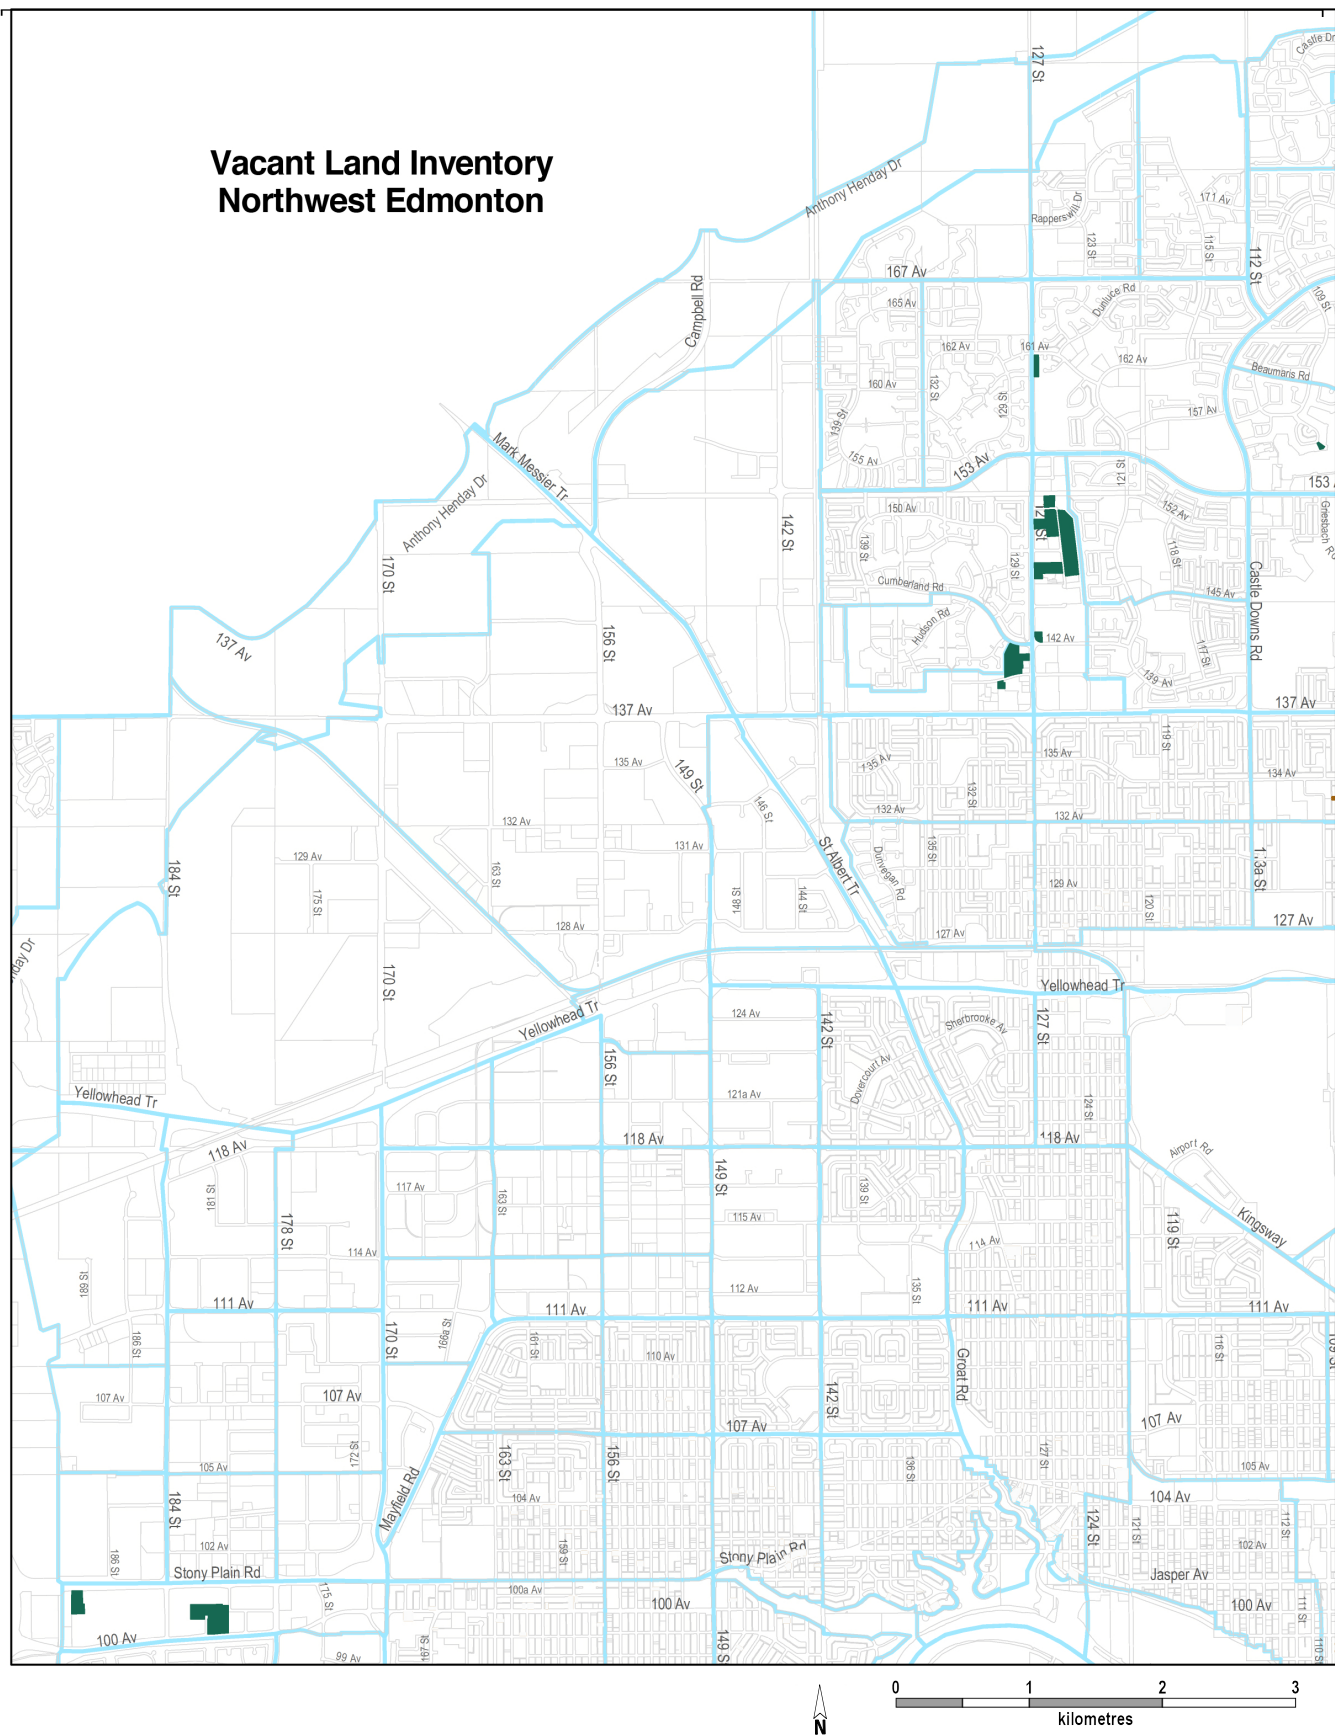 Vacant Land Inventory
Northwest Edmonton
127 St
Castle Dr
Anthony Henday Dr
Rapperswill Dr
171 Av
123 St
115 St
112 St
167 Av
Campbell Rd
165 Av
Dunluce Rd
109 St
162 Av
161 Av
162 Av
Beaumaris Rd
160 Av
132 St
129 St
157 Av
139 St
Mark Messier Tr
155 Av
153 Av
121 St
153
Anthony Henday Dr
142 St
150 Av
152 Av
Griesbach
139 St
129 St
118 St
170 St
Cumberland Rd
145 Av
Castle Downs Rd
137 Av
156 St
Hudson Rd
142 Av
117 St
139 Av
137 Av
137 Av
135 Av
149 St
135 Av
135 Av
119 St
134 Av
132 St
146 St
132 Av
132 Av
132 Av
131 Av
St Albert Tr
Dunvegan Rd
135 St
129 Av
184 St
175 St
163 St
148 St
144 St
129 Av
120 St
113a St
127 Av
128 Av
127 Av
170 St
Yellowhead Tr
Yellowhead Tr
124 Av
142 St
Sherbrooke Av
127 St
156 St
Dovercourt Av
Yellowhead Tr
121a Av
124 St
118 Av
118 Av
118 Av
Airport Rd
181 St
117 Av
163 St
149 St
139 St
178 St
115 Av
119 St
Kingsway
114 Av
114 Av
189 St
112 Av
135 St
111 Av
111 Av
111 Av
111 Av
186 St
170 St
166a St
161 St
110 Av
Groat Rd
116 St
109 St
107 Av
107 Av
142 St
107 Av
107 Av
172 St
163 St
156 St
136 St
127 St
105 Av
105 Av
184 St
Mayfield Rd
104 Av
104 Av
124 St
121 St
112 St
186 St
102 Av
159 St
Stony Plain Rd
102 Av
Stony Plain Rd
Jasper Av
175 St
100a Av
100 Av
100 Av
111 St
100 Av
99 Av
167 St
149 S
110 St
N
0 1 2 3
kilometres